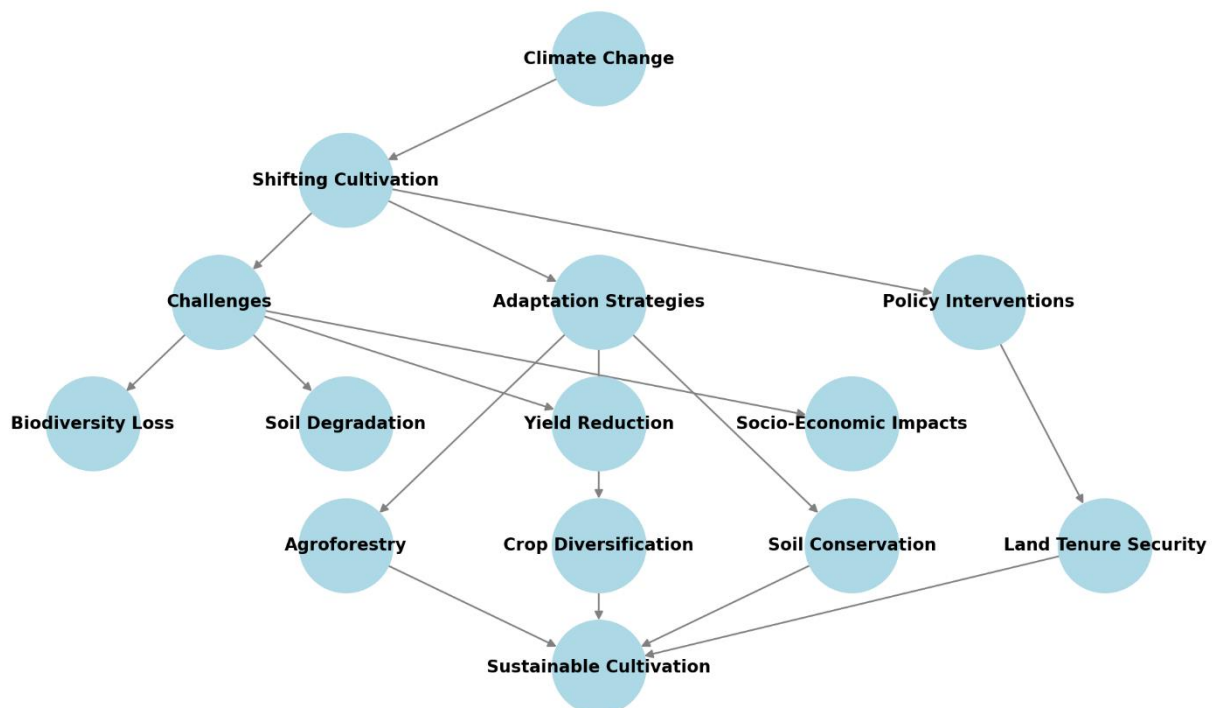 Climate Change
Shifting Cultivation
Challenges
Adaptation Strategies
Policy Interventions
Biodiversity Loss
Soil Degradation
Yield Reduction
Socio-Economic Impacts
Agroforestry
Crop Diversification
Soil Conservation
Land Tenure Security
Sustainable Cultivation